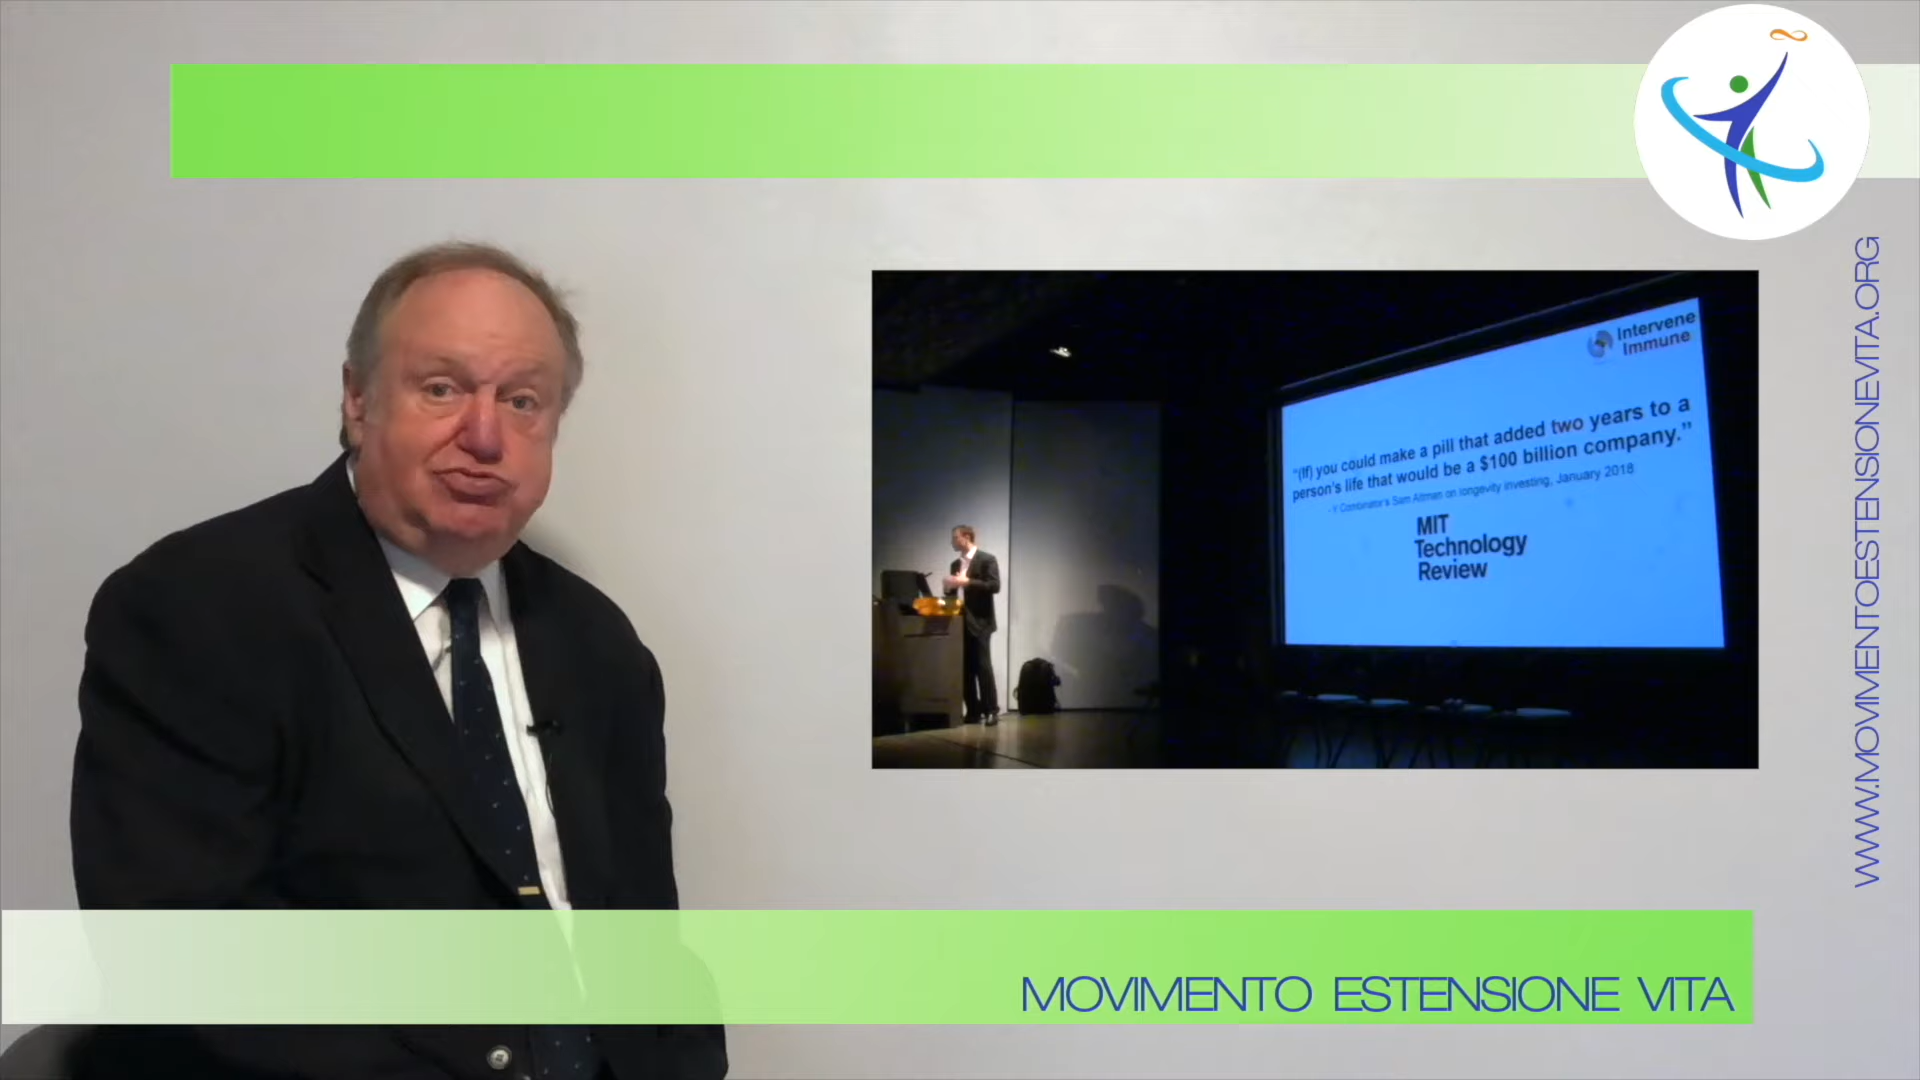 Intervene
Immune
“(If) you could make a pill that added two years to a
person's life that would be a $100 billion company.”
- Y Combinator's Sam Altman on longevity investing, January 2018
MIT
Technology
Review
WWW.MOVIMENTOESTENSIONEVITA.ORG
MOVIMENTO ESTENSIONE VITA